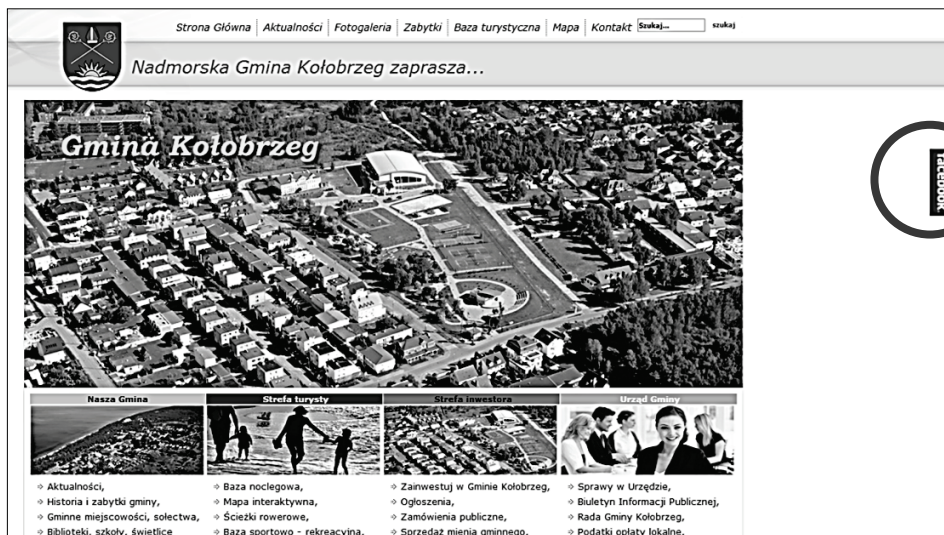 Strona Główna Aktualności Fotogaleria Zabytki Baza turystyczna Mapa Kontakt Szukaj... szukaj
Nadmorska Gmina Kołobrzeg zaprasza...
Gmina Kołobrzeg
facebook
Nasza Gmina Strefa turysty Strefa inwestora Urząd Gminy
Aktualności, Baza noclegowa, Zainwestuj w Gminie Kołobrzeg, Sprawy w Urzędzie,
Historia i zabytki gminy, Mapa interaktywna, Ogłoszenia, Biuletyn Informacji Publicznej,
Gminne miejscowości, sołectwa, Ścieżki rowerowe, Zamówienia publiczne, Rada Gminy Kołobrzeg,
Biblioteki, szkoły, świetlice Baza sportowo - rekreacyjna, Sprzedaż mienia gminnego, Podatki opłaty lokalne,